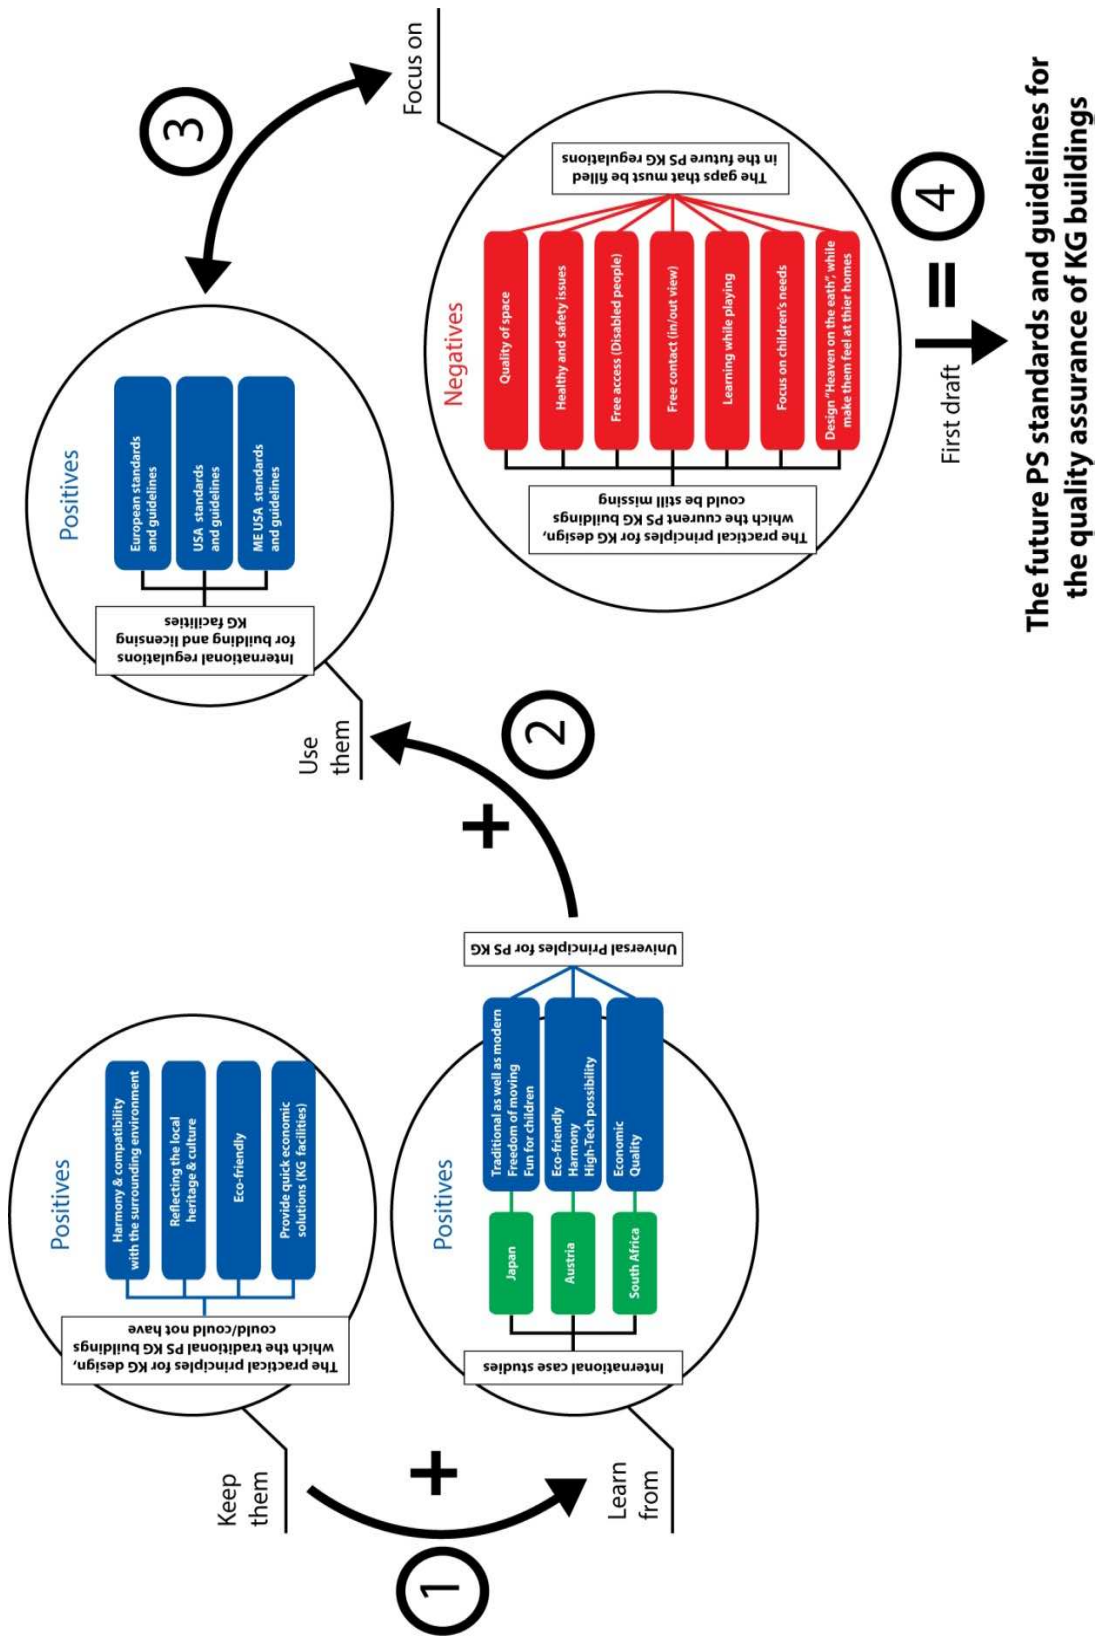 1
Keep
them
Positives
The practical principles for KG design,
which the traditional PS KG buildings
could/could not have
Harmony & compatibility
with the surrounding environment
Reflecting the local
heritage & culture
Eco-friendly
Provide quick economic
solutions (KG facilities)
+
Learn
from
Positives
International case studies
Japan
Traditional as well as modern
Freedom of moving
Fun for children
Austria
Eco-friendly
Harmony
High-Tech possibility
South Africa
Economic
Quality
Universal Principles for PS KG
+
2
Use
them
Positives
International regulations
for building and licensing
KG facilities
European standards
and guidelines
USA standards
and guidelines
ME USA standards
and guidelines
3
Focus on
Negatives
The practical principles for KG design,
which the cuurent PS KG buildings
could be still missing
Quality of spsce
Healthy and safety issues
Free access (Disabled people)
Free contact (in/out view)
Learning while playing
Focus on children's needs
Design "Heaven on the eath", while
make them feel at thier homes
The gaps that must be filled
in the future PS KG regulations
First draft
=
4
The future PS standards and guidelines for
the quality assurance of KG buildings